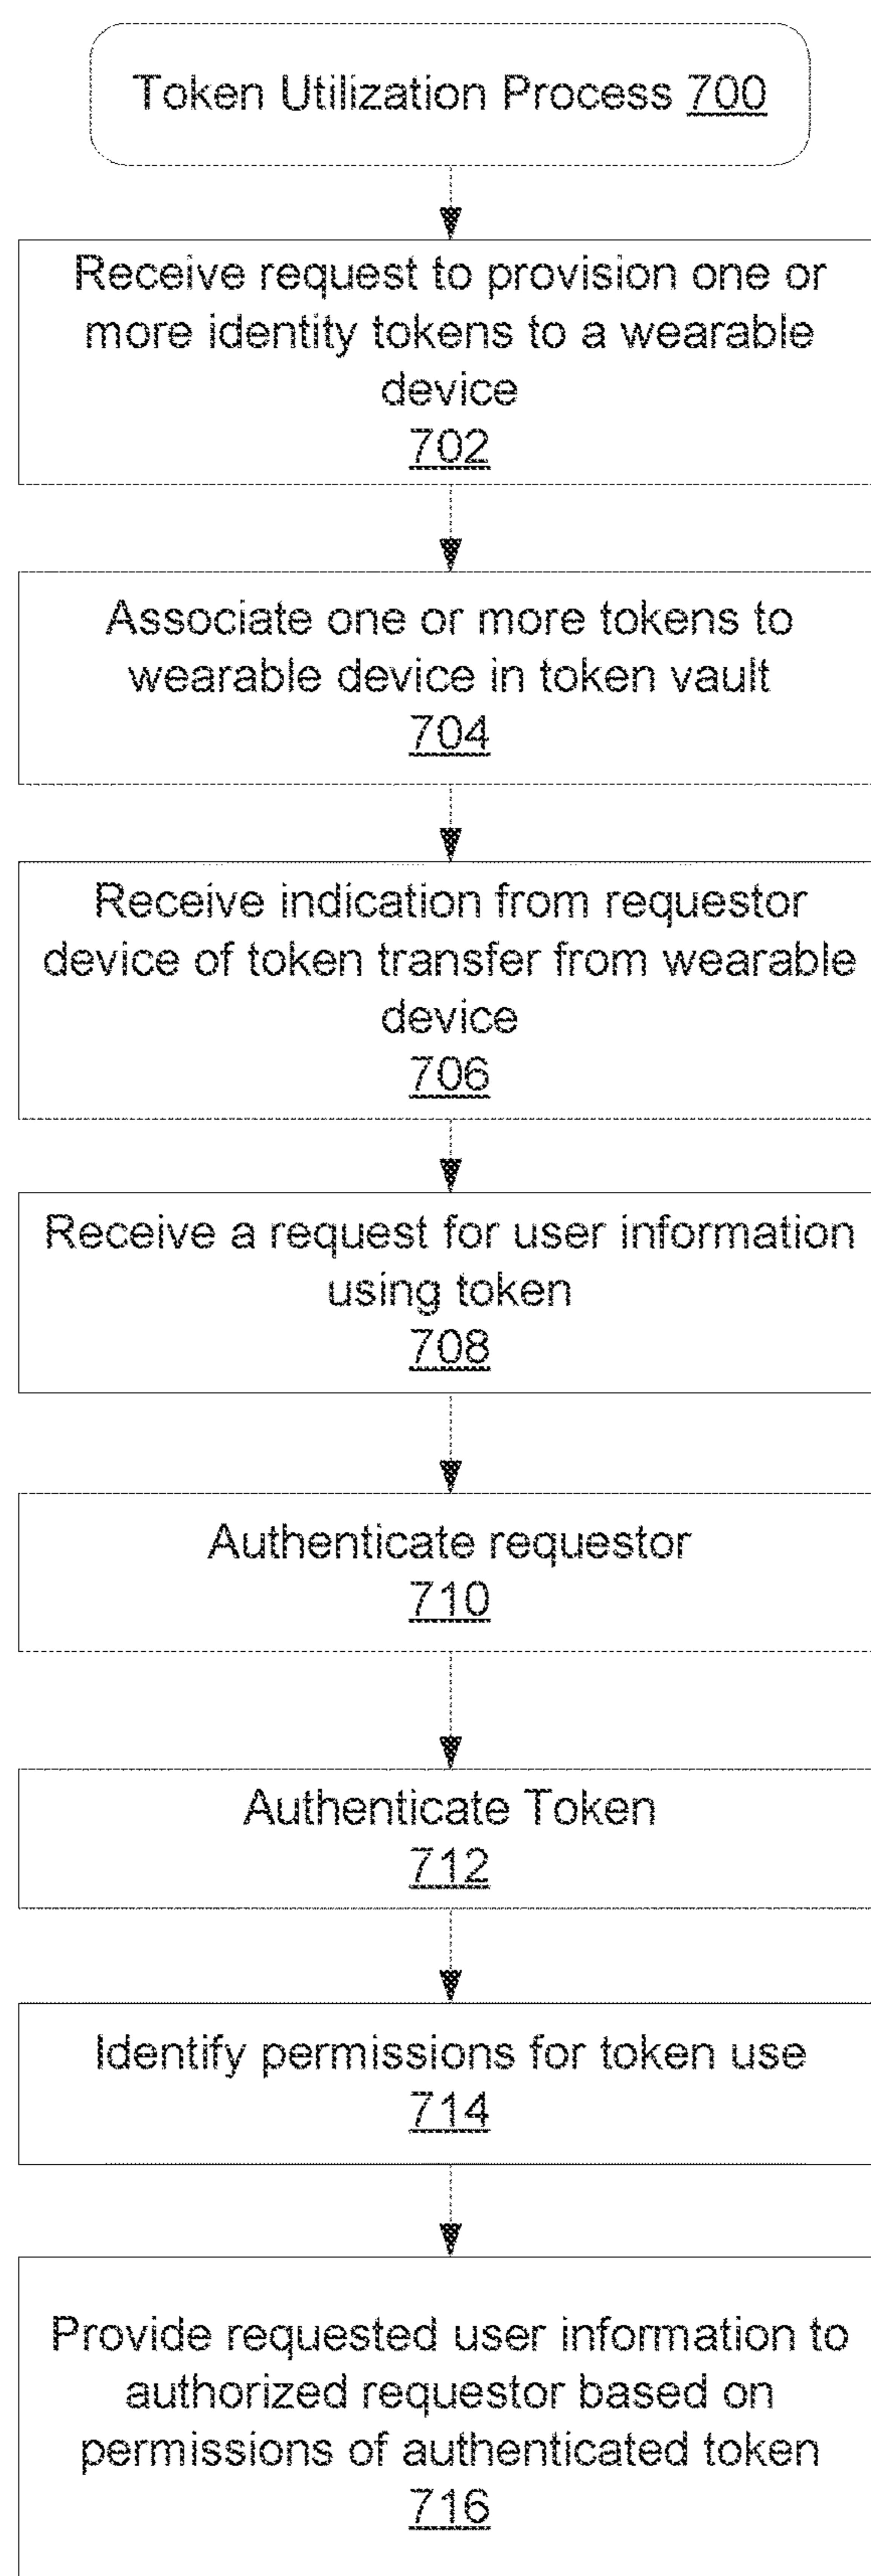 Token Utilization Process 700
Receive request to provision one or
more identity tokens to a wearable
device
702
Associate one or more tokens to
wearable device in token vault
704
Receive indication from requestor
device of token transfer from wearable
device
706
Receive a request for user information
using token
708
Authenticate requestor
710
Authenticate Token
712
Identify permissions for token use
714
Provide requested user information to
authorized requestor based on
permissions of authenticated token
716